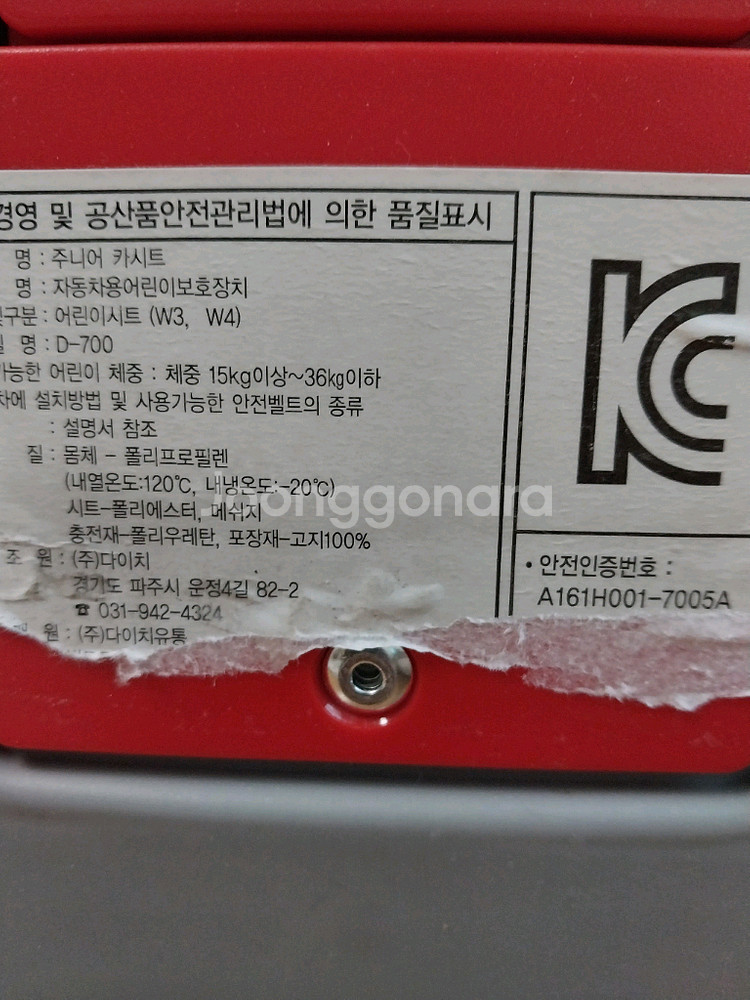 경영 및 공산품안전관리법에 의한 품질표시
명 : 주니어 카시트
명 : 자동차용어린이보호장치
구분 : 어린이시트 (W3, W4)
명 : D-700
가능한 어린이 체중 : 체중 15kg이상~36kg이하
차에 설치방법 및 사용가능한 안전벨트의 종류
: 설명서 참조
질 : 몸체 - 폴리프로필렌
(내열온도:120℃, 내냉온도:-20℃)
시트-폴리에스터, 메쉬지
충전재-폴리우레탄, 포장재-고지100%
조 원 : (주)다이치
경기도 파주시 운정4길 82-2
☎ 031-942-4324
원 : (주)다이치유통
KC
• 안전인증번호 :
A161H001-7005A
Joonggonara